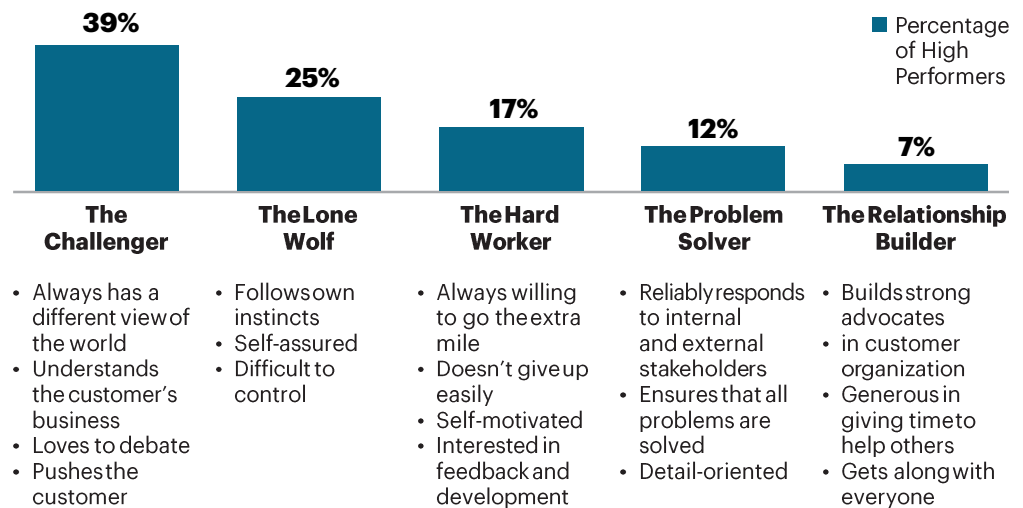 39%
25%
17%
12%
7%
Percentage
of High
Performers
The
Challenger
• Always has a
different view of
the world
• Understands
the customer's
business
• Loves to debate
• Pushes the
customer
The Lone
Wolf
• Follows own
instincts
• Self-assured
• Difficult to
control
The Hard
Worker
• Always willing
to go the extra
mile
• Doesn't give up
easily
• Self-motivated
• Interested in
feedback and
development
The Problem
Solver
• Reliably responds
to internal
and external
stakeholders
• Ensures that all
problems are
solved
• Detail-oriented
The Relationship
Builder
• Builds strong
advocates
• in customer
organization
• Generous in
giving time to
help others
• Gets along with
everyone